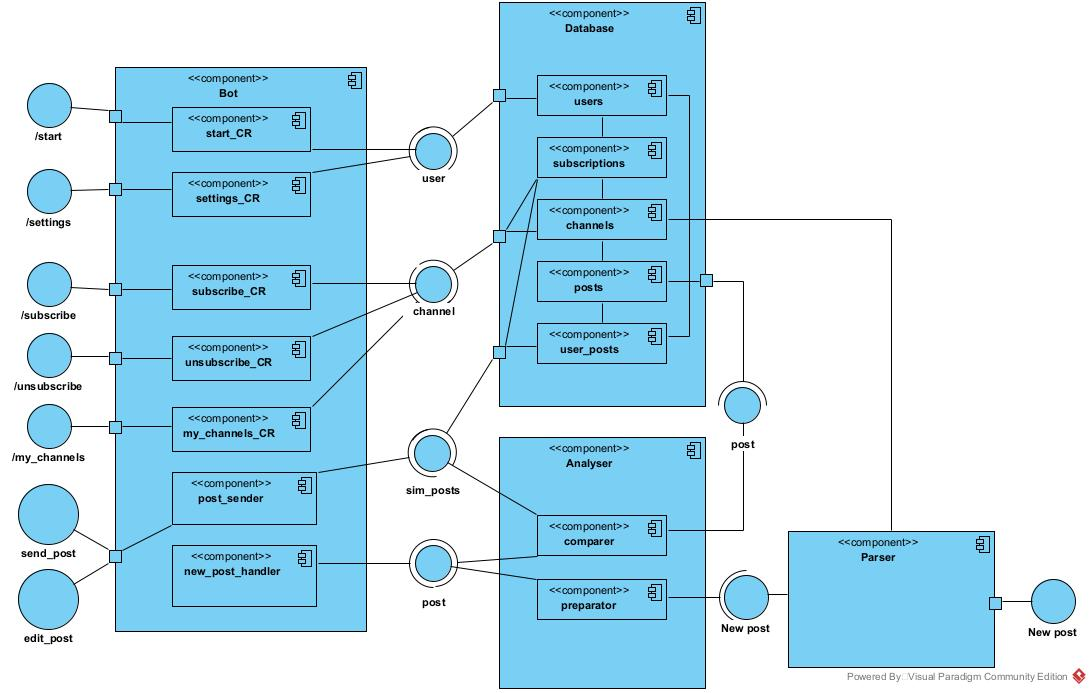 <<component>>
Bot
/start
/settings
/subscribe
/unsubscribe
/my_channels
send_post
edit_post
<<component>>
start_CR
<<component>>
settings_CR
<<component>>
subscribe_CR
<<component>>
unsubscribe_CR
<<component>>
my_channels_CR
<<component>>
post_sender
<<component>>
new_post_handler
user
channel
sim_posts
post
<<component>>
Database
<<component>>
users
<<component>>
subscriptions
<<component>>
channels
<<component>>
posts
<<component>>
user_posts
<<component>>
Analyser
<<component>>
comparer
<<component>>
preparator
post
New post
<<component>>
Parser
New post
Powered By Visual Paradigm Community Edition